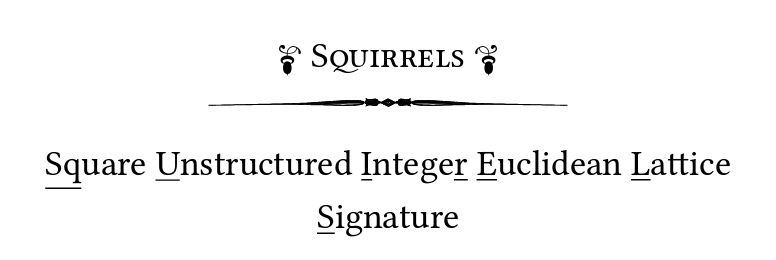 Squirrels
Square Unstructured Integer Euclidean Lattice
Signature